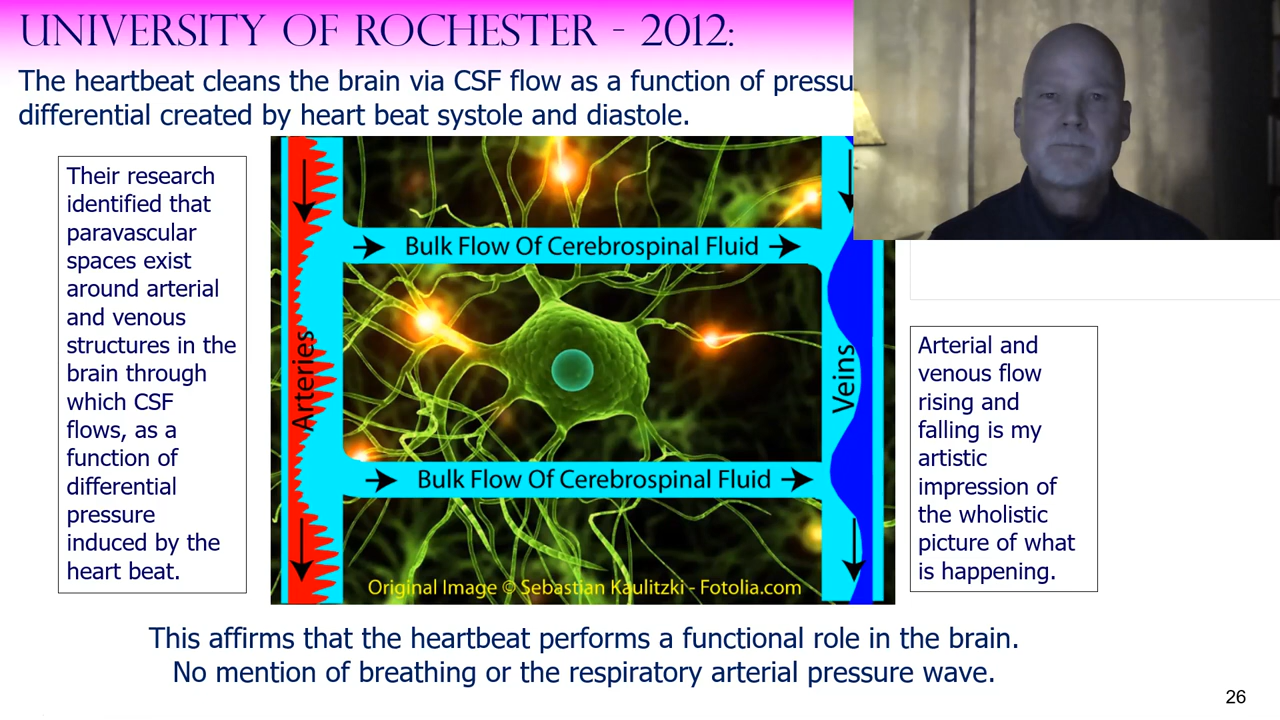 UNIVERSITY OF ROCHESTER - 2012:
The heartbeat cleans the brain via CSF flow as a function of
differential created by heart beat systole and diastole.
Their research
identified that
paravascular
spaces exist
around arterial
and venous
structures in the
brain through
which CSF
flows, as a
function of
differential
pressure
induced by the
heart beat.
Arteries
Bulk Flow Of Cerebrospinal Fluid
Bulk Flow Of Cerebrospinal Fluid
Veins
Original Image © Sebastian Kaulitzki - Fotolia.com
Arterial and
venous flow
rising and
falling is my
artistic
impression of
the wholistic
picture of what
is happening.
This affirms that the heartbeat performs a functional role in the brain.
No mention of breathing or the respiratory arterial pressure wave.
26